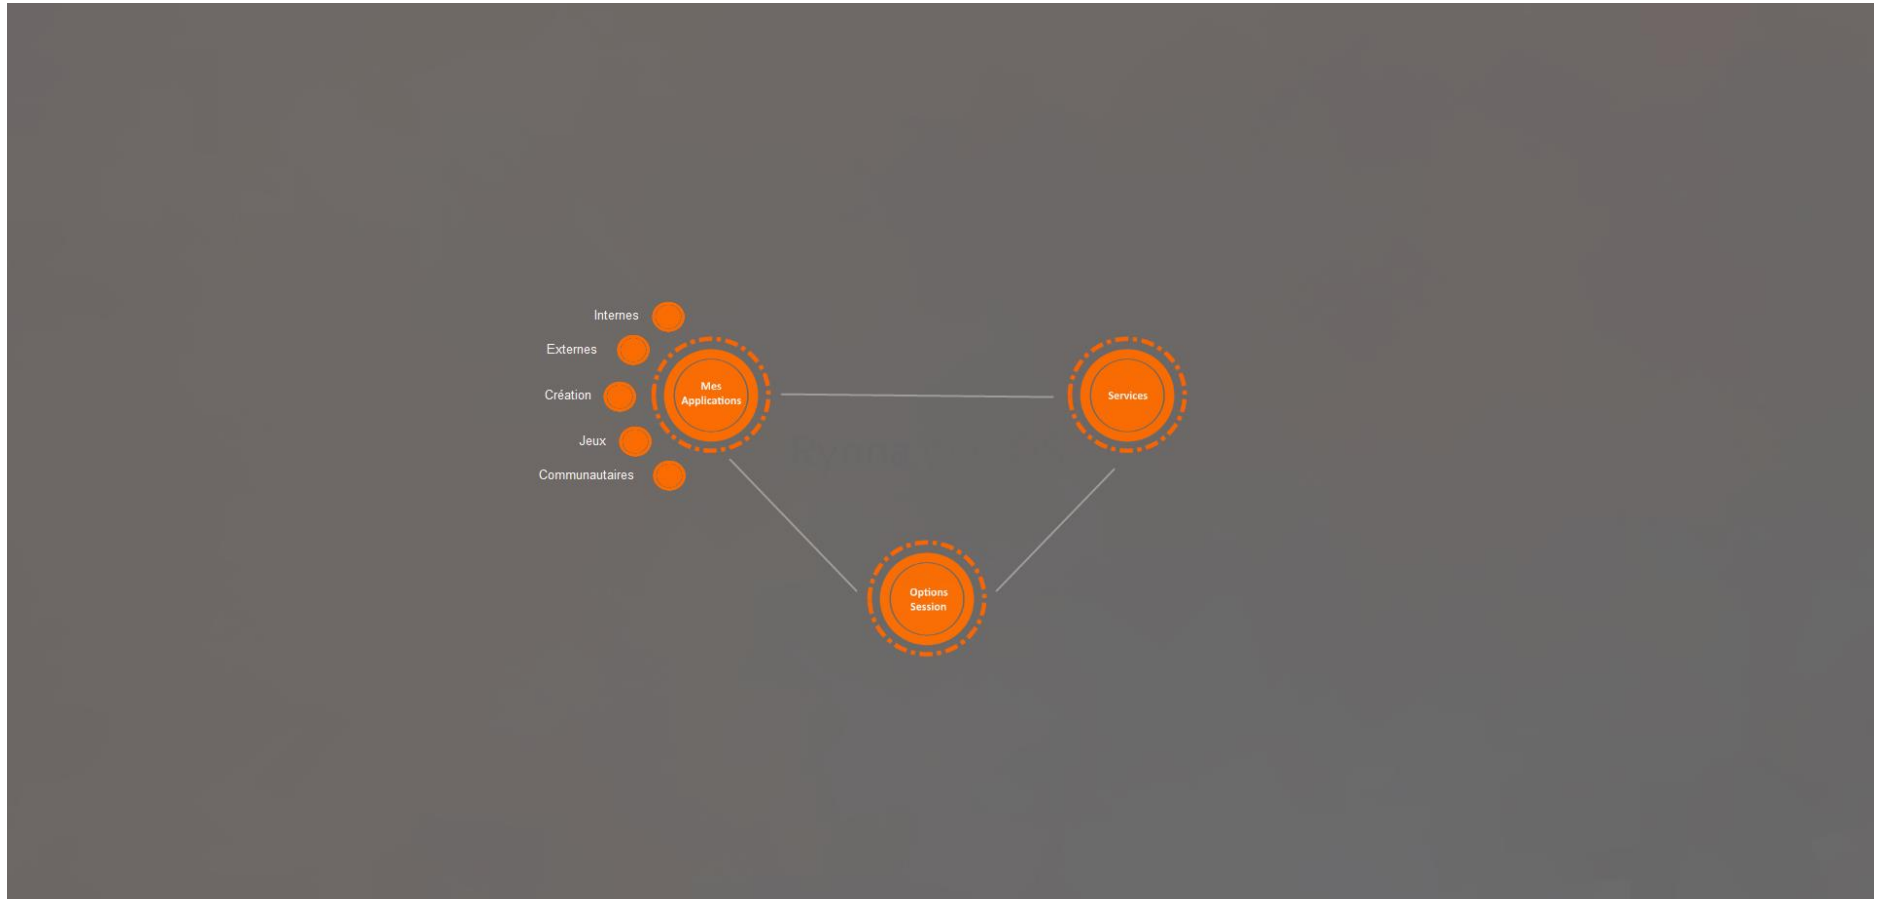 Internes
Externes
Création
Jeux
Communautaires
Mes
Applications
Services
Options
Session